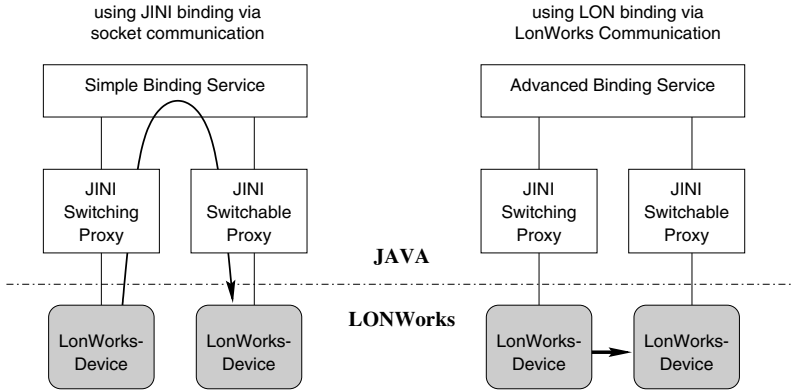 using JINI binding via
socket communication
using LON binding via
LonWorks Communication
Simple Binding Service
Advanced Binding Service
JINI
Switching
Proxy
JINI
Switchable
Proxy
JINI
Switching
Proxy
JINI
Switchable
Proxy
JAVA
LONWorks
LonWorks-
Device
LonWorks-
Device
LonWorks-
Device
LonWorks-
Device